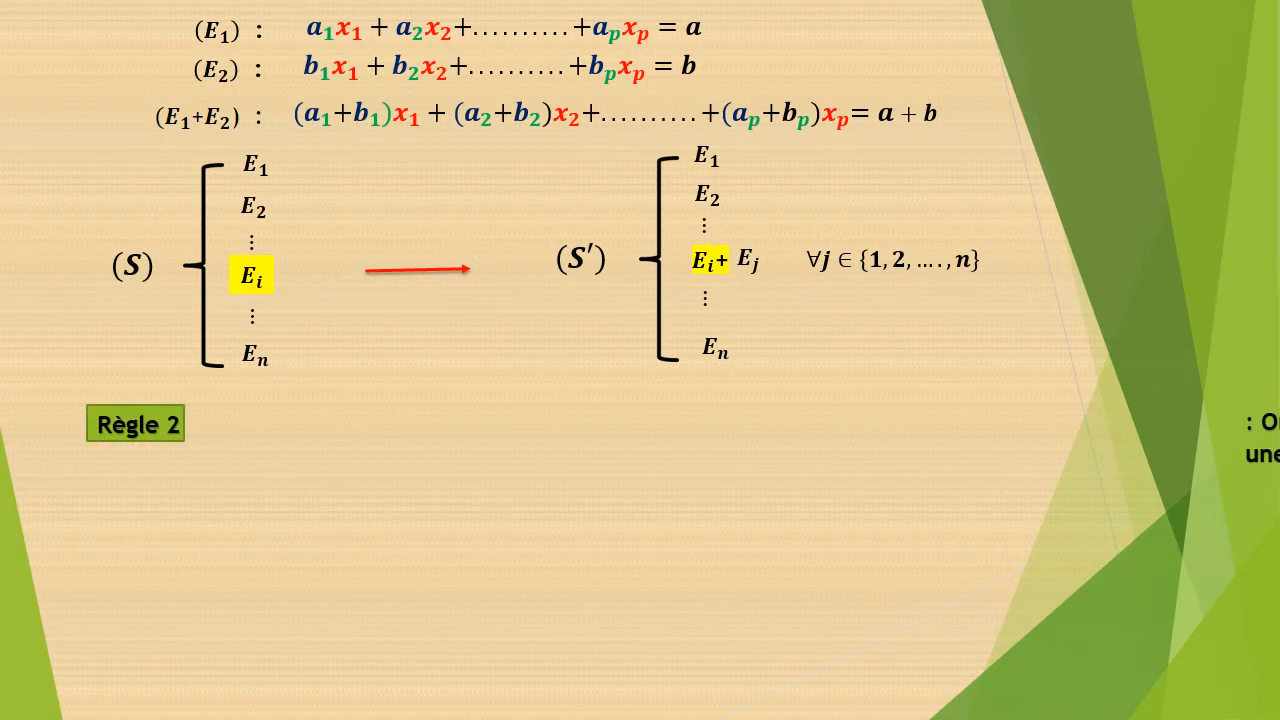 (E₁) : a₁x₁ + a₂x₂+..........+aₚxₚ = a
(E₂) : b₁x₁ + b₂x₂+..........+bₚxₚ = b
(E₁+E₂) : (a₁+b₁)x₁ + (a₂+b₂)x₂+..........+(aₚ+bₚ)xₚ= a + b
(S)
E₁
E₂
⋮
Eᵢ
⋮
Eₙ
(S′)
E₁
E₂
⋮
Eᵢ+ Eⱼ ∀j ∈ {1, 2, …. , n}
⋮
Eₙ
Règle 2
:
une